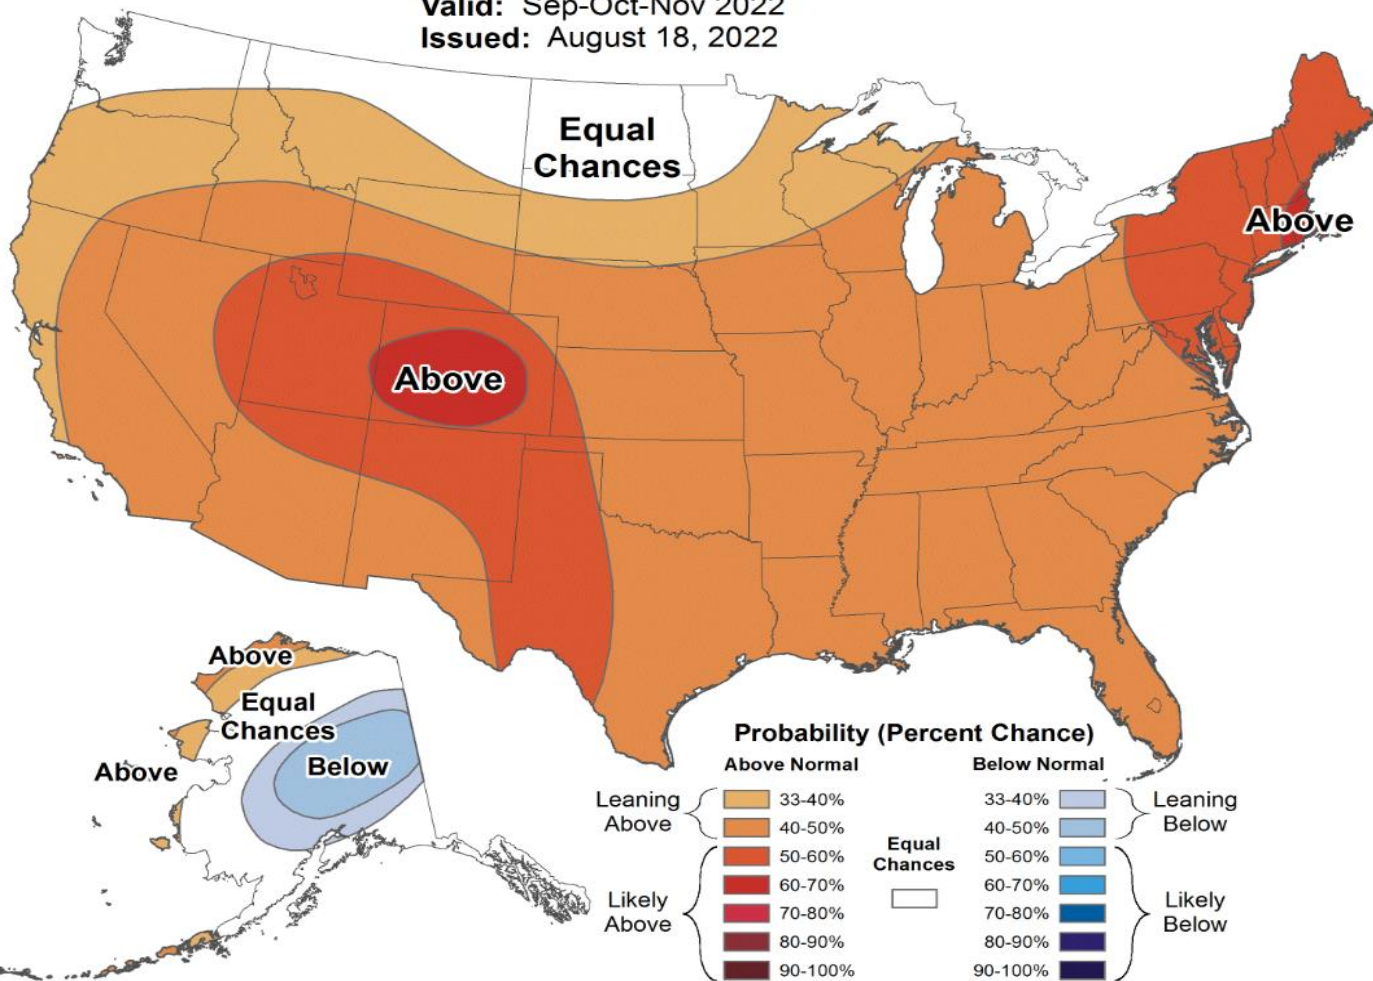 Valid: Sep-Oct-Nov 2022
Issued: August 18, 2022
Equal
Chances
Above
Above
Above
Equal
Chances
Above
Below
Probability (Percent Chance)
Above Normal
Below Normal
Leaning
Above
33-40%
40-50%
Likely
Above
50-60%
60-70%
70-80%
80-90%
90-100%
Equal
Chances
33-40%
40-50%
Leaning
Below
50-60%
60-70%
70-80%
80-90%
90-100%
Likely
Below